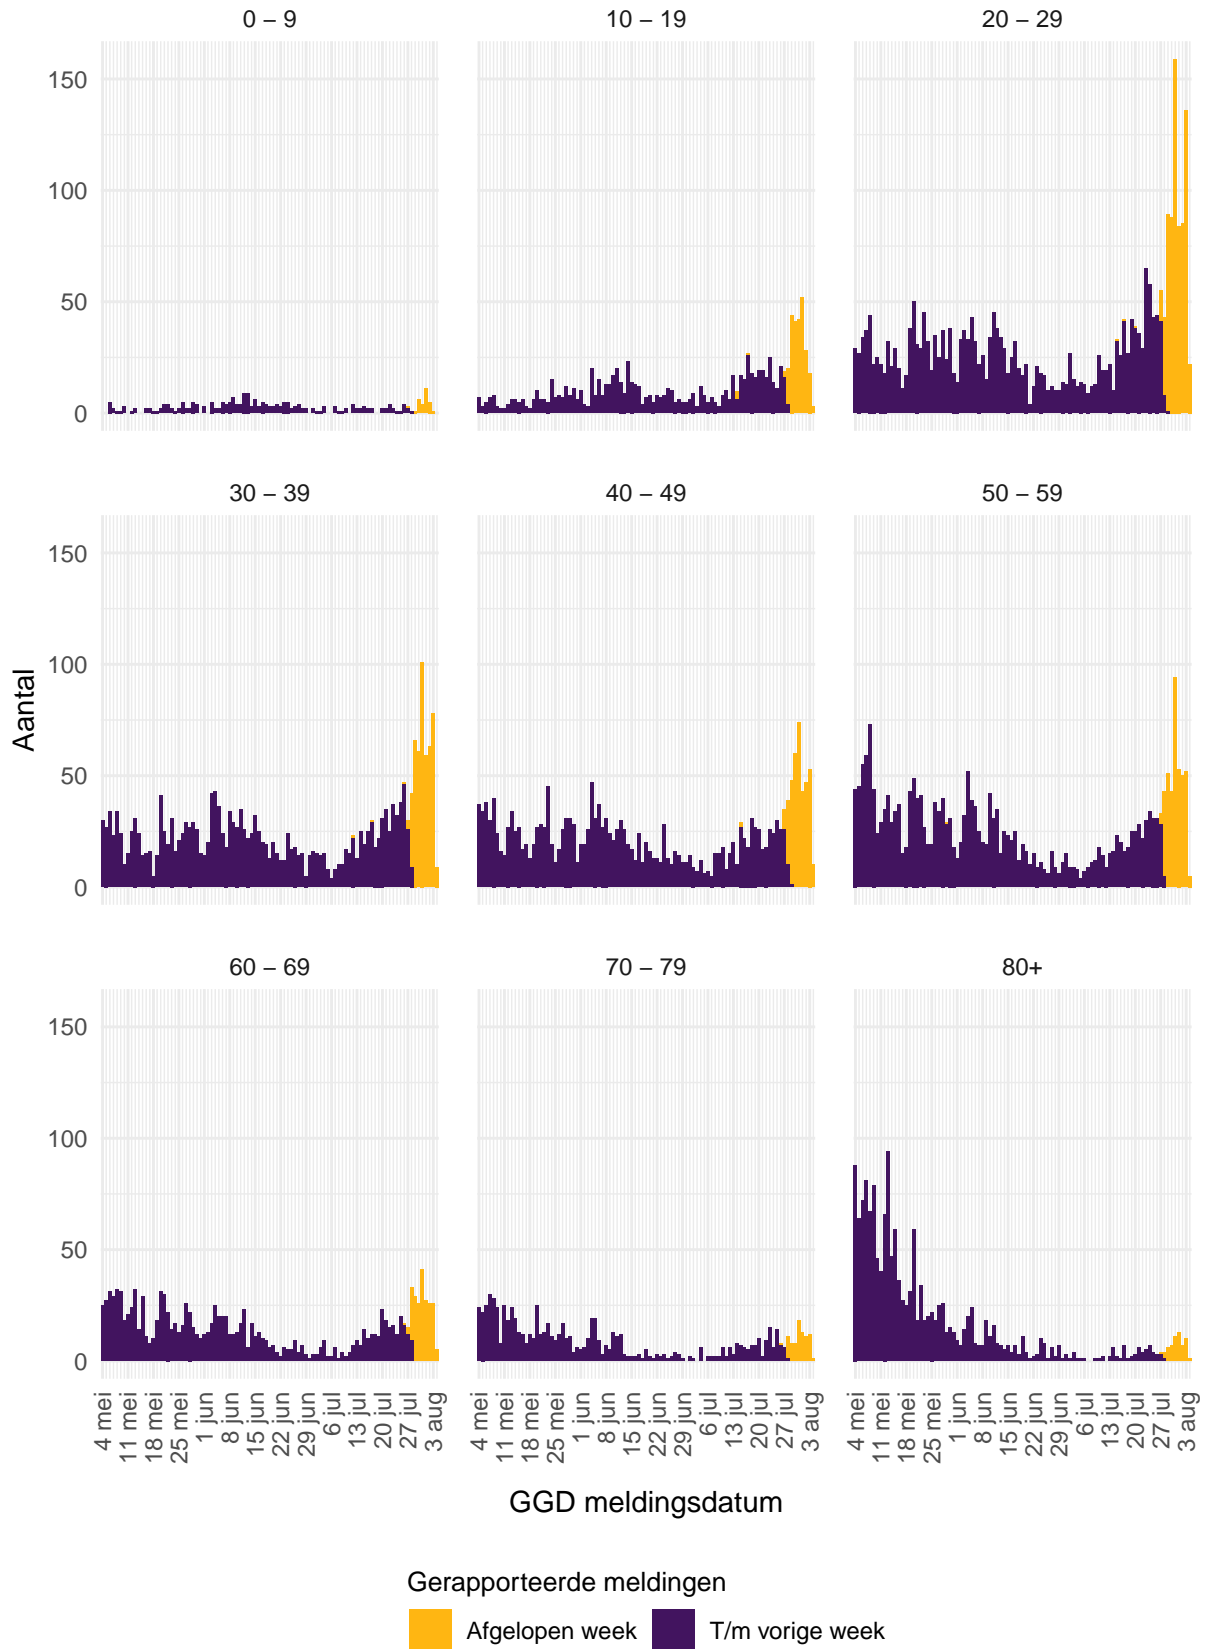 0 – 9
10 – 19
20 – 29
150
100
50
0
30 – 39
40 – 49
50 – 59
150
100
50
0
Aantal
60 – 69
70 – 79
80+
150
100
50
0
4 mei
11 mei
18 mei
25 mei
1 jun
8 jun
15 jun
22 jun
29 jun
6 jul
13 jul
20 jul
27 jul
3 aug
4 mei
11 mei
18 mei
25 mei
1 jun
8 jun
15 jun
22 jun
29 jun
6 jul
13 jul
20 jul
27 jul
3 aug
4 mei
11 mei
18 mei
25 mei
1 jun
8 jun
15 jun
22 jun
29 jun
6 jul
13 jul
20 jul
27 jul
3 aug
GGD meldingsdatum
Gerapporteerde meldingen
Afgelopen week
T/m vorige week